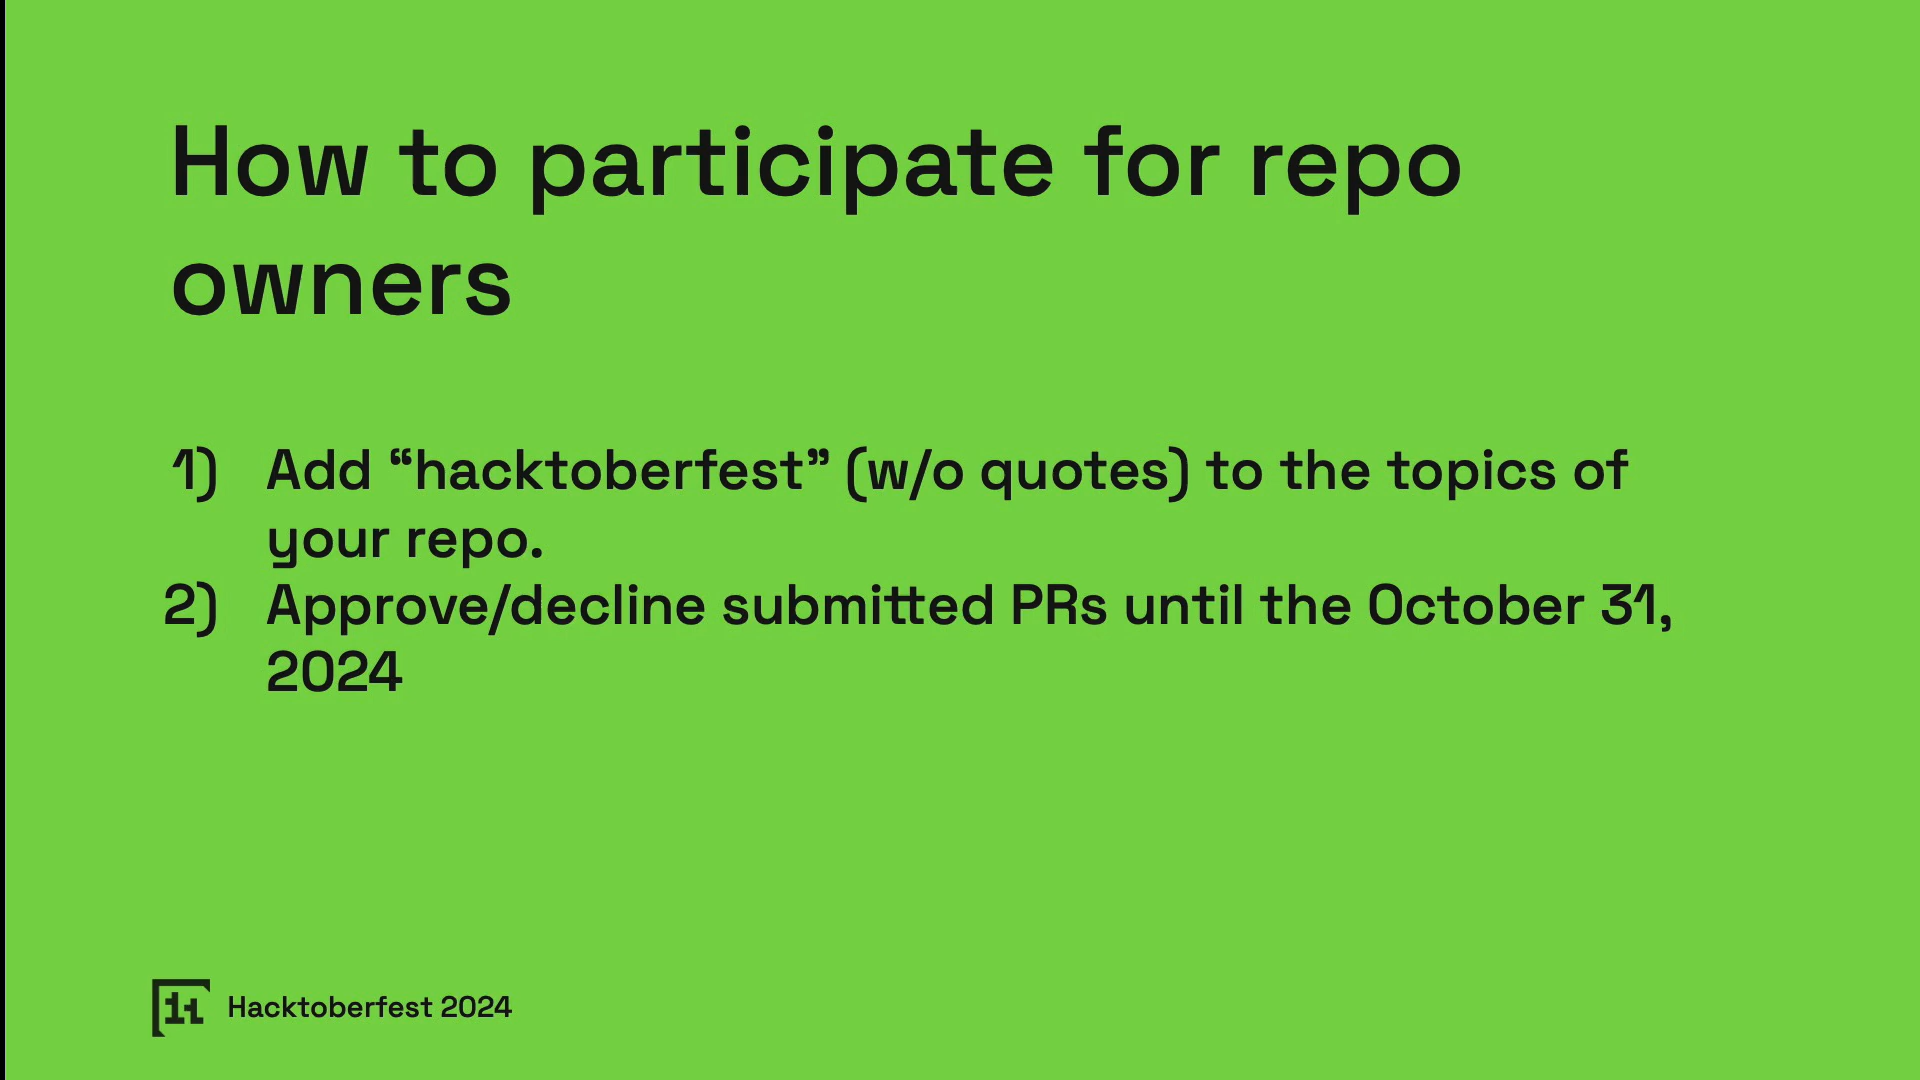 How to participate for repo
owners
1) Add “hacktoberfest” (w/o quotes) to the topics of
your repo.
2) Approve/decline submitted PRs until the October 31,
2024
Hacktoberfest 2024